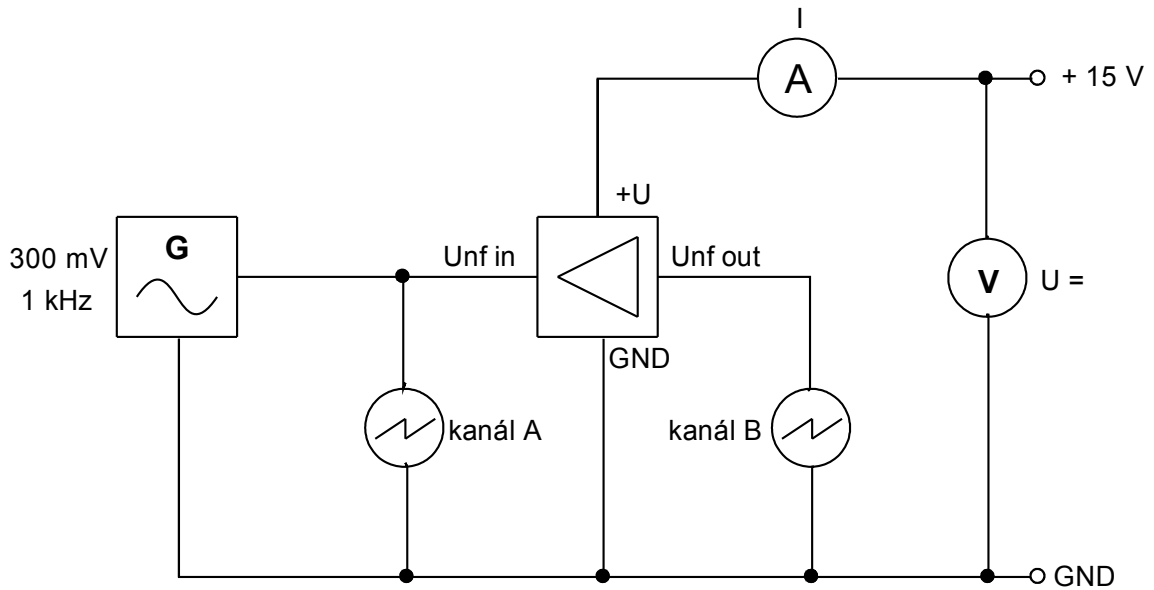 I
A
+ 15 V
+U
G
300 mV
1 kHz
Unf in
Unf out
V
U =
GND
kanál A
kanál B
GND